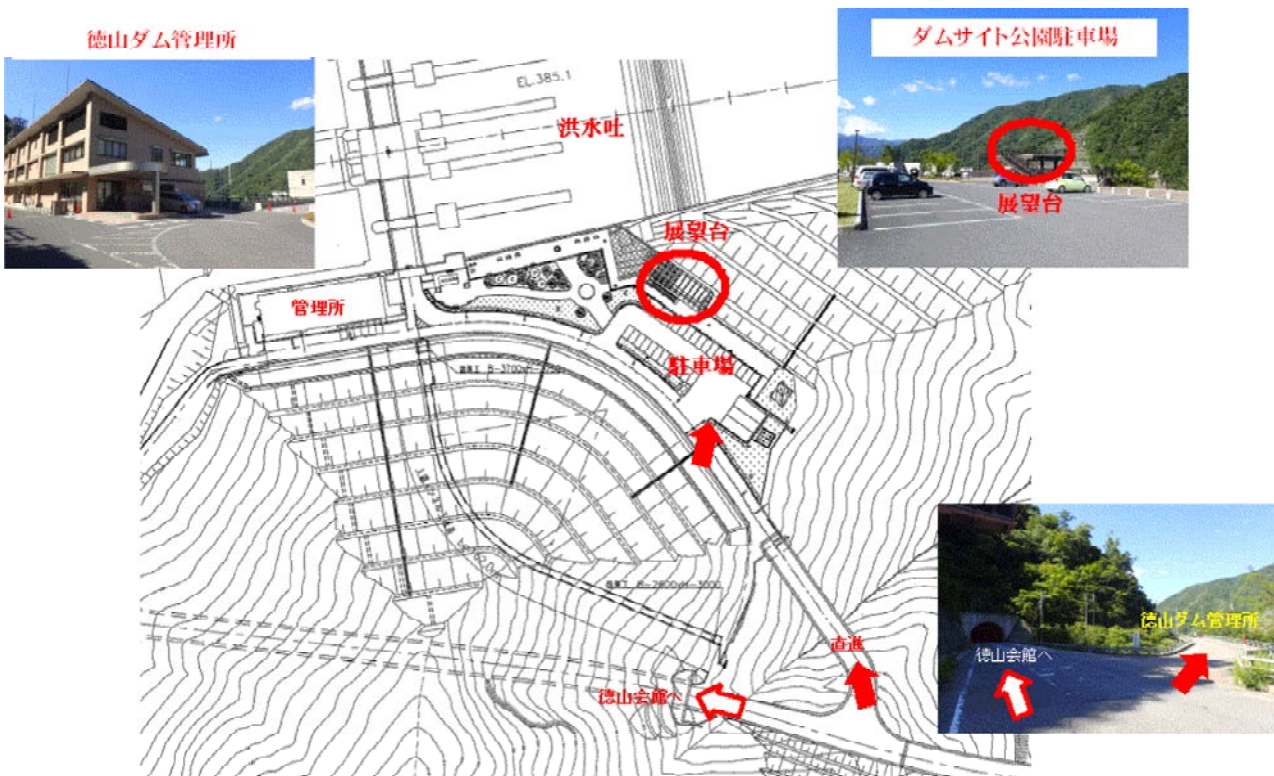 徳山ダム管理所
ダムサイト公園駐車場
EL.385.1
洪水吐
展望台
展望台
管理所
駐車場
直進
徳山会館へ
徳山ダム管理所
徳山会館へ